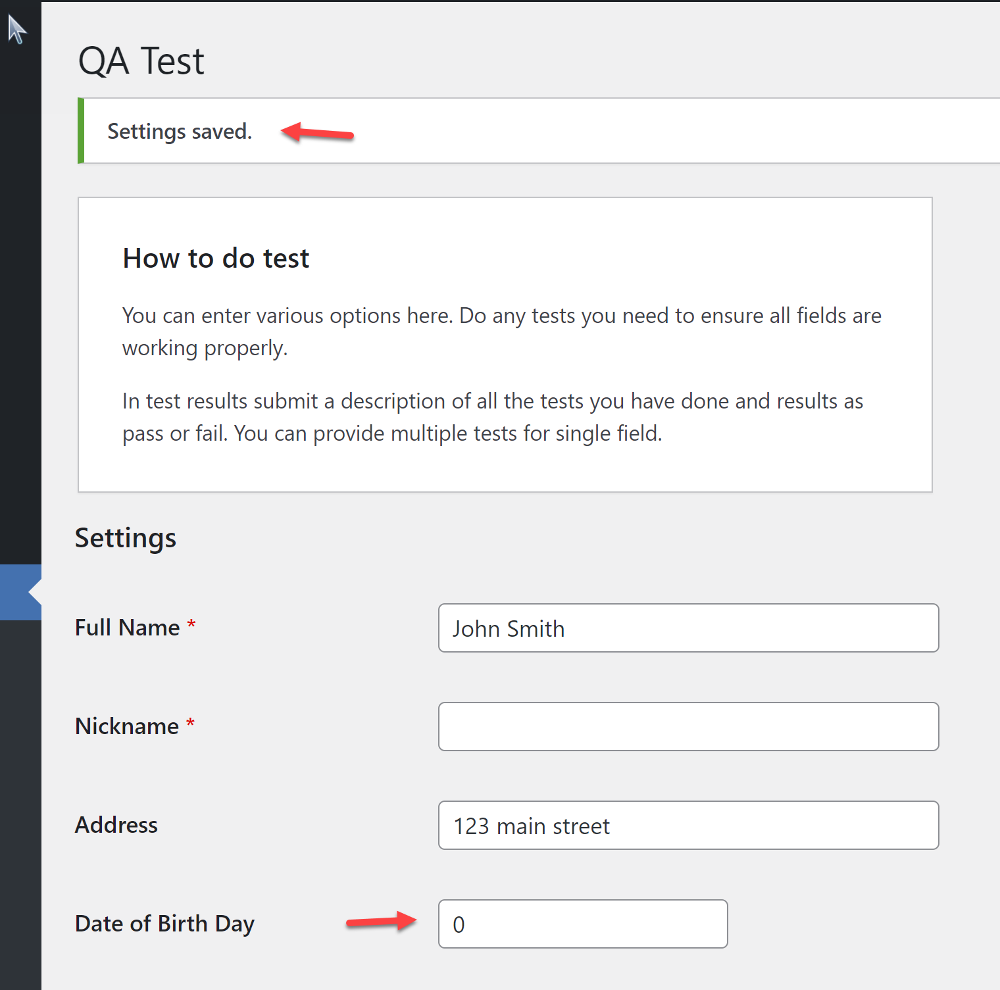 QA Test
Settings saved.
How to do test
You can enter various options here. Do any tests you need to ensure all fields are
working properly.
In test results submit a description of all the tests you have done and results as
pass or fail. You can provide multiple tests for single field.
Settings
Full Name *
John Smith
Nickname *
Address
123 main street
Date of Birth Day
0